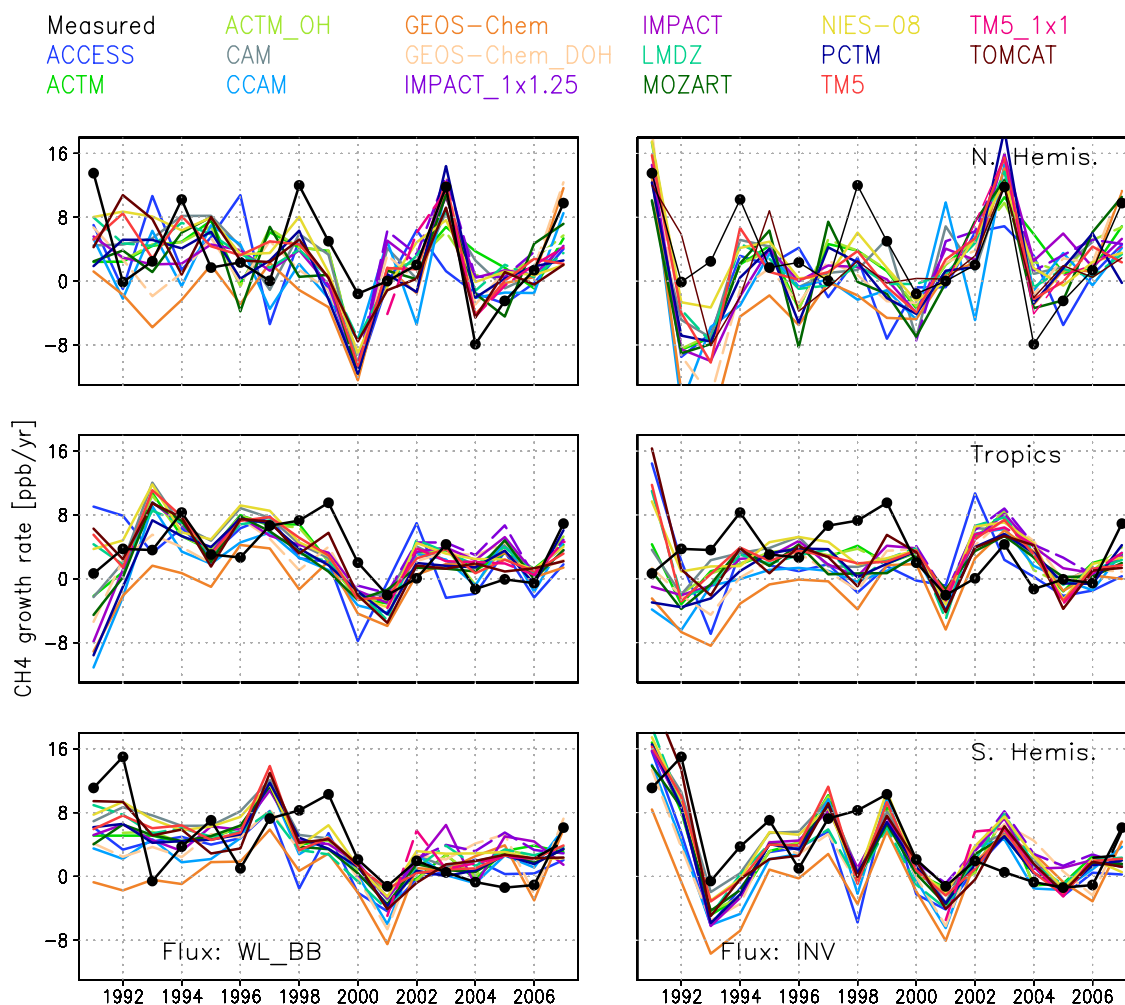 Measured ACTM_OH GEOS-Chem IMPACT NIES-08 TM5_1x1
ACCESS CAM GEOS-Chem_DOH LMDZ PCTM TOMCAT
ACTM CCAM IMPACT_1x1.25 MOZART TM5
16
8
0
-8
N. Hemis.
CH4 growth rate [ppb/yr]
16
8
0
-8
Tropics
16
8
0
-8
S. Hemis.
Flux: WL_BB
Flux: INV
1992 1994 1996 1998 2000 2002 2004 2006
1992 1994 1996 1998 2000 2002 2004 2006